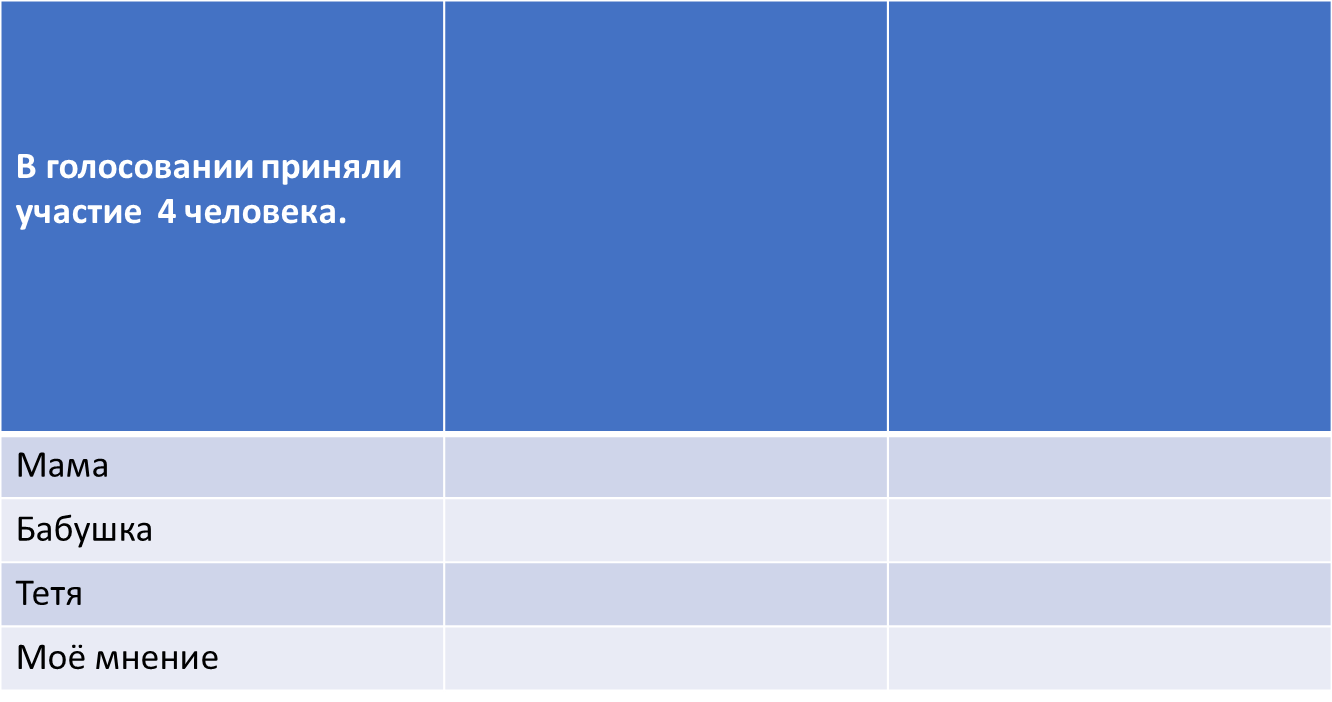 В голосовании приняли
участие 4 человека.
Мама
Бабушка
Тетя
Моё мнение